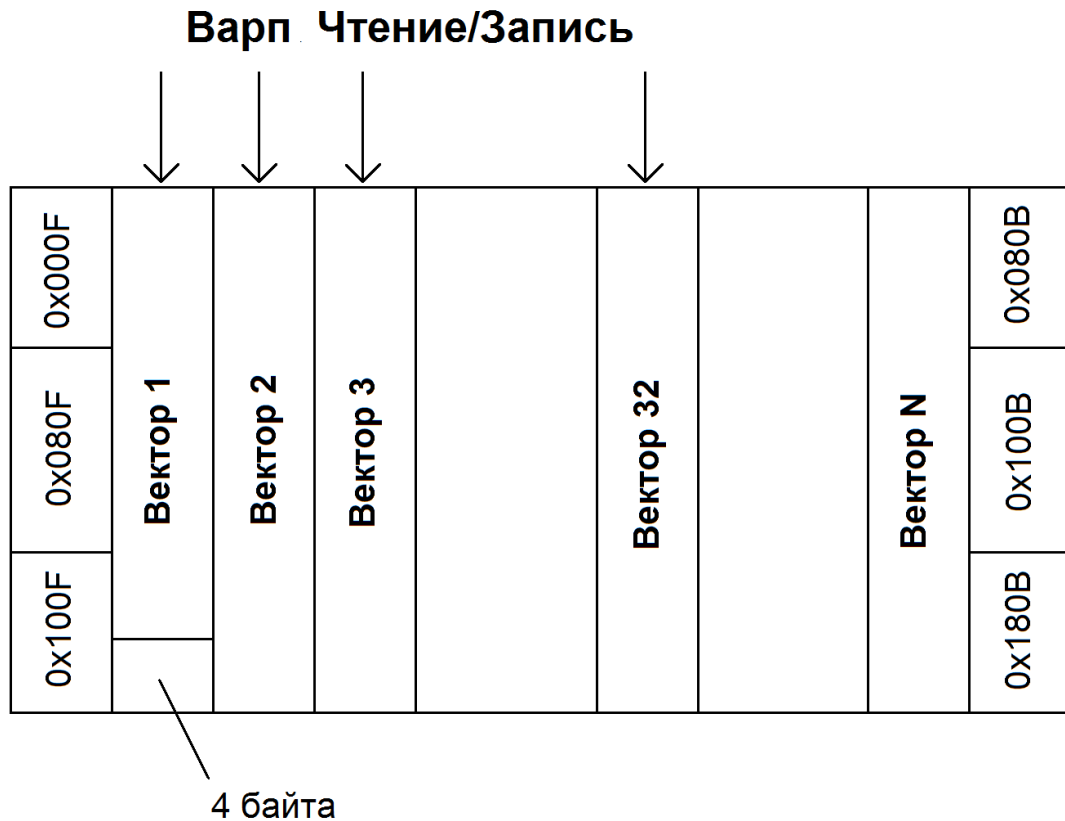 Варп Чтение/Запись
0x000F
0x080F
0x100F
Вектор 1
Вектор 2
Вектор 3
Вектор 32
Вектор N
0x080B
0x100B
0x180B
4 байта